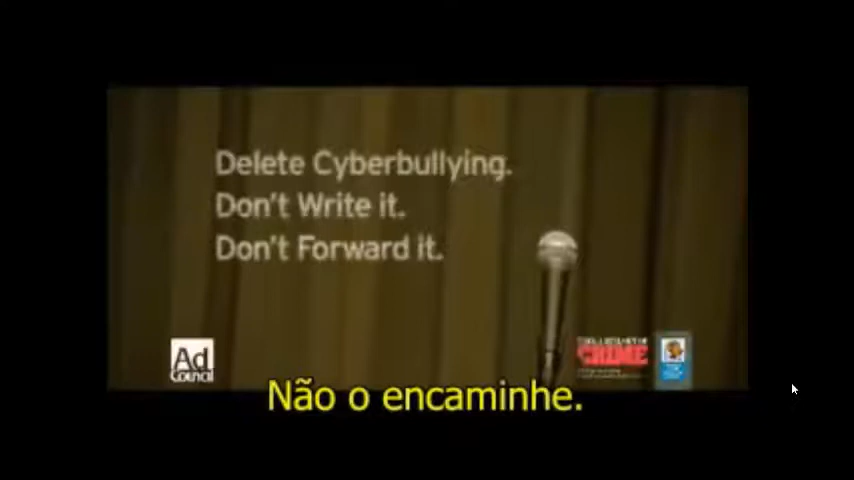 Delete Cyberbullying.
Don't Write it.
Don't Forward it.
Ad
Council
CRIME
Não o encaminhe.